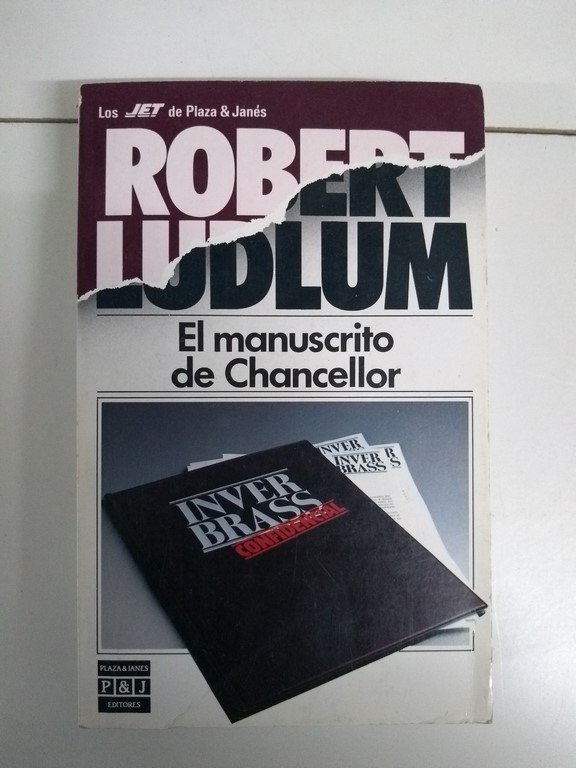 Los JET de Plaza & Janés
ROBERT
LUDLUM
El manuscrito
de Chancellor
INVER
BRASS
CONFIDENCIAL
INVER
INVER R
BRASS S
PLAZA & JANES
P & J
EDITORES